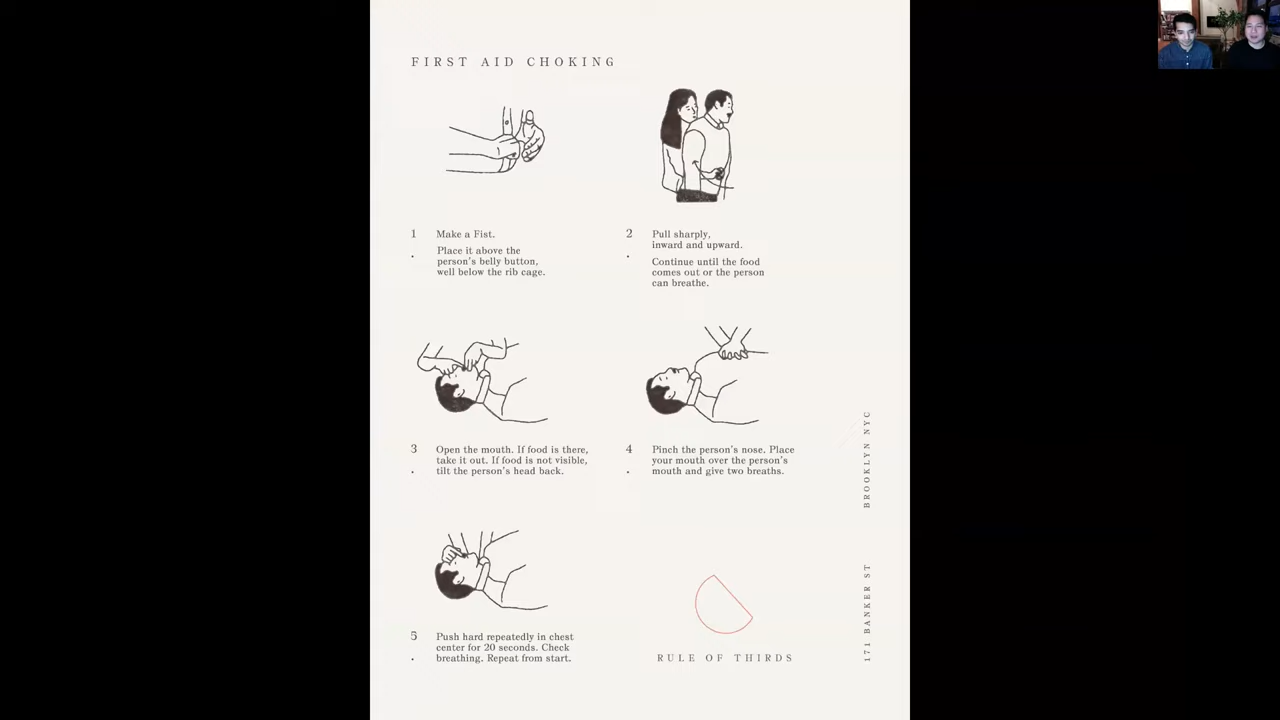 FIRST AID CHOKING
1 Make a Fist.
Place it above the
person's belly button,
well below the rib cage.
2 Pull sharply,
inward and upward.
Continue until the food
comes out or the person
can breathe.
3 Open the mouth. If food is there,
take it out. If food is not visible,
tilt the person's head back.
4 Pinch the person's nose. Place
your mouth over the person's
mouth and give two breaths.
5 Push hard repeatedly in chest
center for 20 seconds. Check
breathing. Repeat from start.
RULE OF THIRDS
171 BANKER ST
BROOKLYN NYC